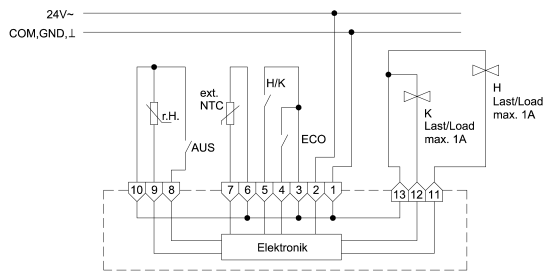 24V~
COM,GND,⊥
r.H.
AUS
ext.
NTC
H/K
ECO
H
Last/Load
max. 1A
K
Last/Load
max. 1A
10 9 8 7 6 5 4 3 2 1 13 12 11
Elektronik